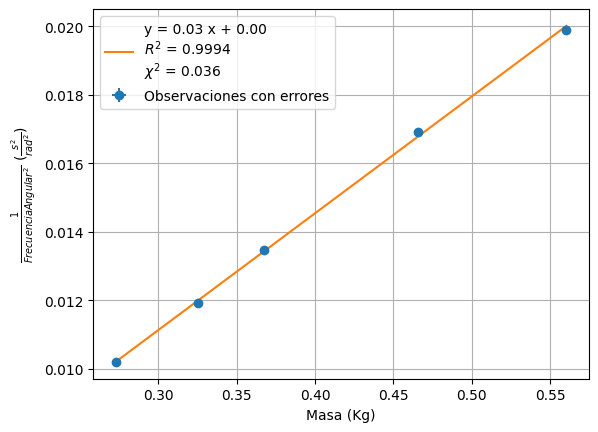 y = 0.03 x + 0.00
R² = 0.9994
χ² = 0.036
Observaciones con errores
0.020
0.018
0.016
0.014
0.012
0.010
1/FrecuenciaAngular² (s²/rad²)
0.30 0.35 0.40 0.45 0.50 0.55
Masa (Kg)